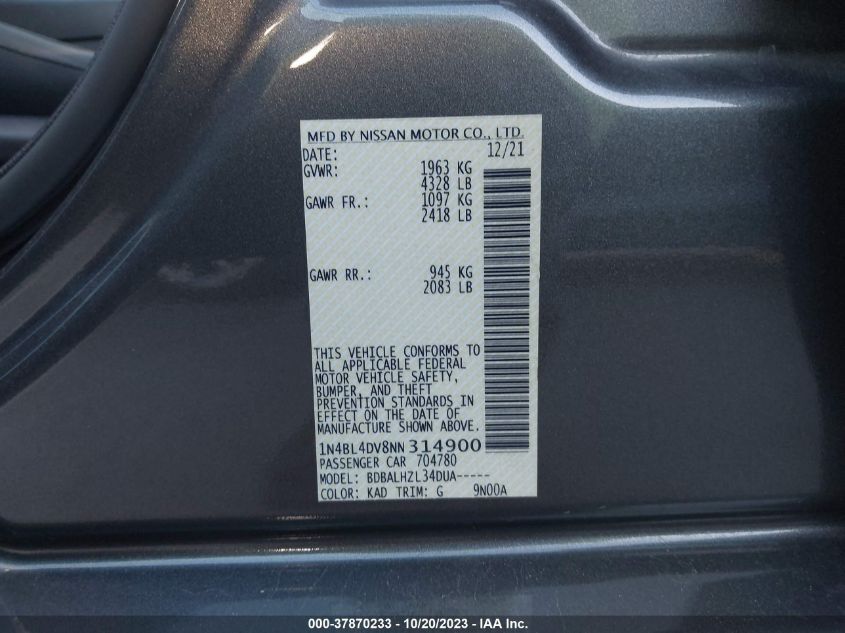 MFD BY NISSAN MOTOR CO., LTD.
DATE: 12/21
GVWR: 1963 KG
4328 LB
GAWR FR.: 1097 KG
2418 LB
GAWR RR.: 945 KG
2083 LB
THIS VEHICLE CONFORMS TO
ALL APPLICABLE FEDERAL
MOTOR VEHICLE SAFETY,
BUMPER, AND THEFT
PREVENTION STANDARDS IN
EFFECT ON THE DATE OF
MANUFACTURE SHOWN ABOVE.
1N4BL4DV8NN 314900
PASSENGER CAR 704780
MODEL: BDBALHZL34DUA-----
COLOR: KAD TRIM: G 9N00A
000-37870233 - 10/20/2023 - IAA Inc.